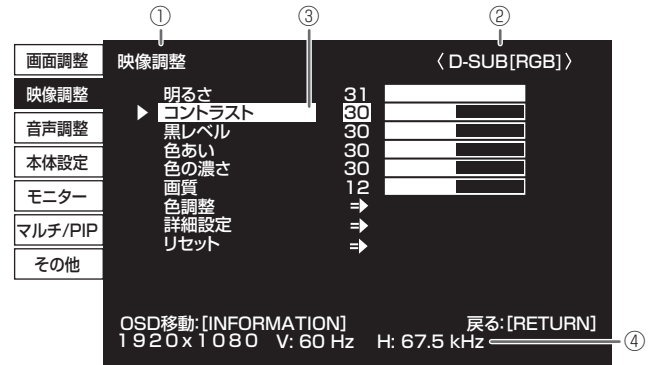 ① ③ ②
画面調整
映像調整
音声調整
本体設定
モニター
マルチ/PIP
その他
映像調整 〈 D-SUB[RGB] 〉
明るさ 31
コントラスト 30
黒レベル 30
色あい 30
色の濃さ 30
画質 12
色調整
詳細設定
リセット
OSD移動:[INFORMATION] 戻る:[RETURN]
1920x1080 V: 60 Hz H: 67.5 kHz ④